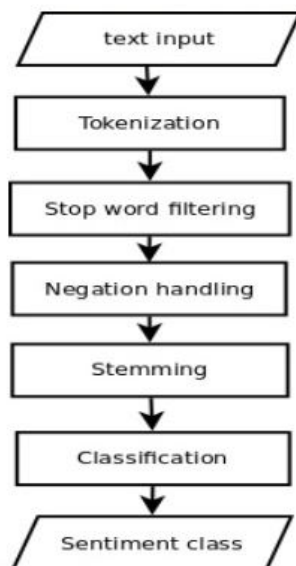 text input
Tokenization
Stop word filtering
Negation handling
Stemming
Classification
Sentiment class